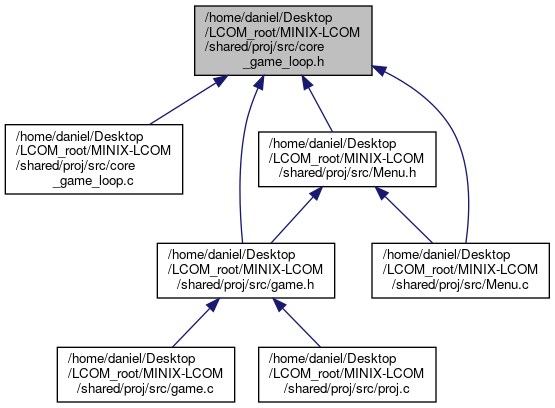 /home/daniel/Desktop
/LCOM_root/MINIX-LCOM
/shared/proj/src/core
_game_loop.h
/home/daniel/Desktop
/LCOM_root/MINIX-LCOM
/shared/proj/src/core
_game_loop.c
/home/daniel/Desktop
/LCOM_root/MINIX-LCOM
/shared/proj/src/Menu.h
/home/daniel/Desktop
/LCOM_root/MINIX-LCOM
/shared/proj/src/game.h
/home/daniel/Desktop
/LCOM_root/MINIX-LCOM
/shared/proj/src/Menu.c
/home/daniel/Desktop
/LCOM_root/MINIX-LCOM
/shared/proj/src/game.c
/home/daniel/Desktop
/LCOM_root/MINIX-LCOM
/shared/proj/src/proj.c